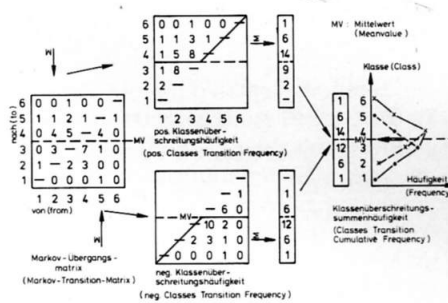 MV : Mittelwert
(Meanvalue)
Klasse (Class)
6
5
4
3
2
1
0 0 0 0 0 –
1 1 3 1 –
1 5 8 –
1 8 –
2 –
–
1 2 3 4 5 6
Σ
1
6
14
9
2
–
pos. Klassenüber-
schreitungshäufigkeit
(pos. Classes Transition
Frequency)
M
nach (to)
6
5
4
3
2
1
0 0 1 0 0 –
0 1 1 2 1 –
0 4 5 – 4 0
0 3 – 7 1 0
1 – 2 3 0 0
– 1 0 0 0 0
1 2 3 4 5 6
von (from)
MV
Markov-Übergangs-
matrix
(Markov-Transition-Matrix)
M
MV
–
– 1
– 6 0
– 10 2 0
– 2 3 1 0
– 1 0 0 0 0
Σ
–
1
6
12
6
1
neg. Klassenüber-
schreitungshäufigkeit
(neg. Classes Transition Frequency)
1
6
14
12
6
1
MV
6
5
4
3
2
1
Häufigkeit
(Frequency)
Klassenüberschreitungs-
summenhäufigkeit
(Classes Transition
Cumulative Frequency)